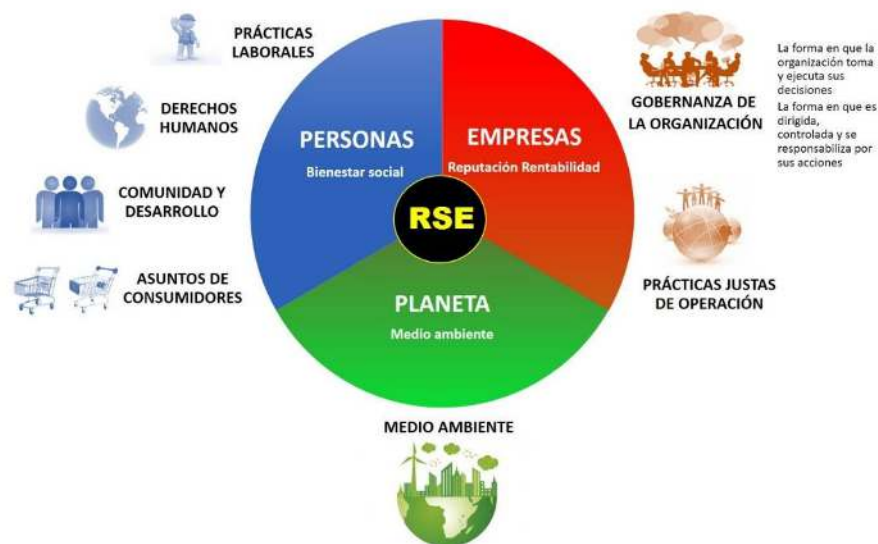 PRÁCTICAS
LABORALES
DERECHOS
HUMANOS
COMUNIDAD Y
DESARROLLO
ASUNTOS DE
CONSUMIDORES
PERSONAS
Bienestar social
EMPRESAS
Reputación Rentabilidad
RSE
PLANETA
Medio ambiente
GOBERNANZA DE
LA ORGANIZACIÓN
La forma en que la
organización toma
y ejecuta sus
decisiones
La forma en que es
dirigida,
controlada y se
responsabiliza por
sus acciones
PRÁCTICAS JUSTAS
DE OPERACIÓN
MEDIO AMBIENTE